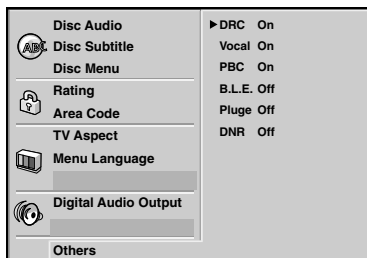 Disc Audio
ABC
Disc Subtitle
Disc Menu
Rating
A
Area Code
TV Aspect
Menu Language
Digital Audio Output
Others
DRC On
Vocal On
PBC On
B.L.E. Off
Pluge Off
DNR Off